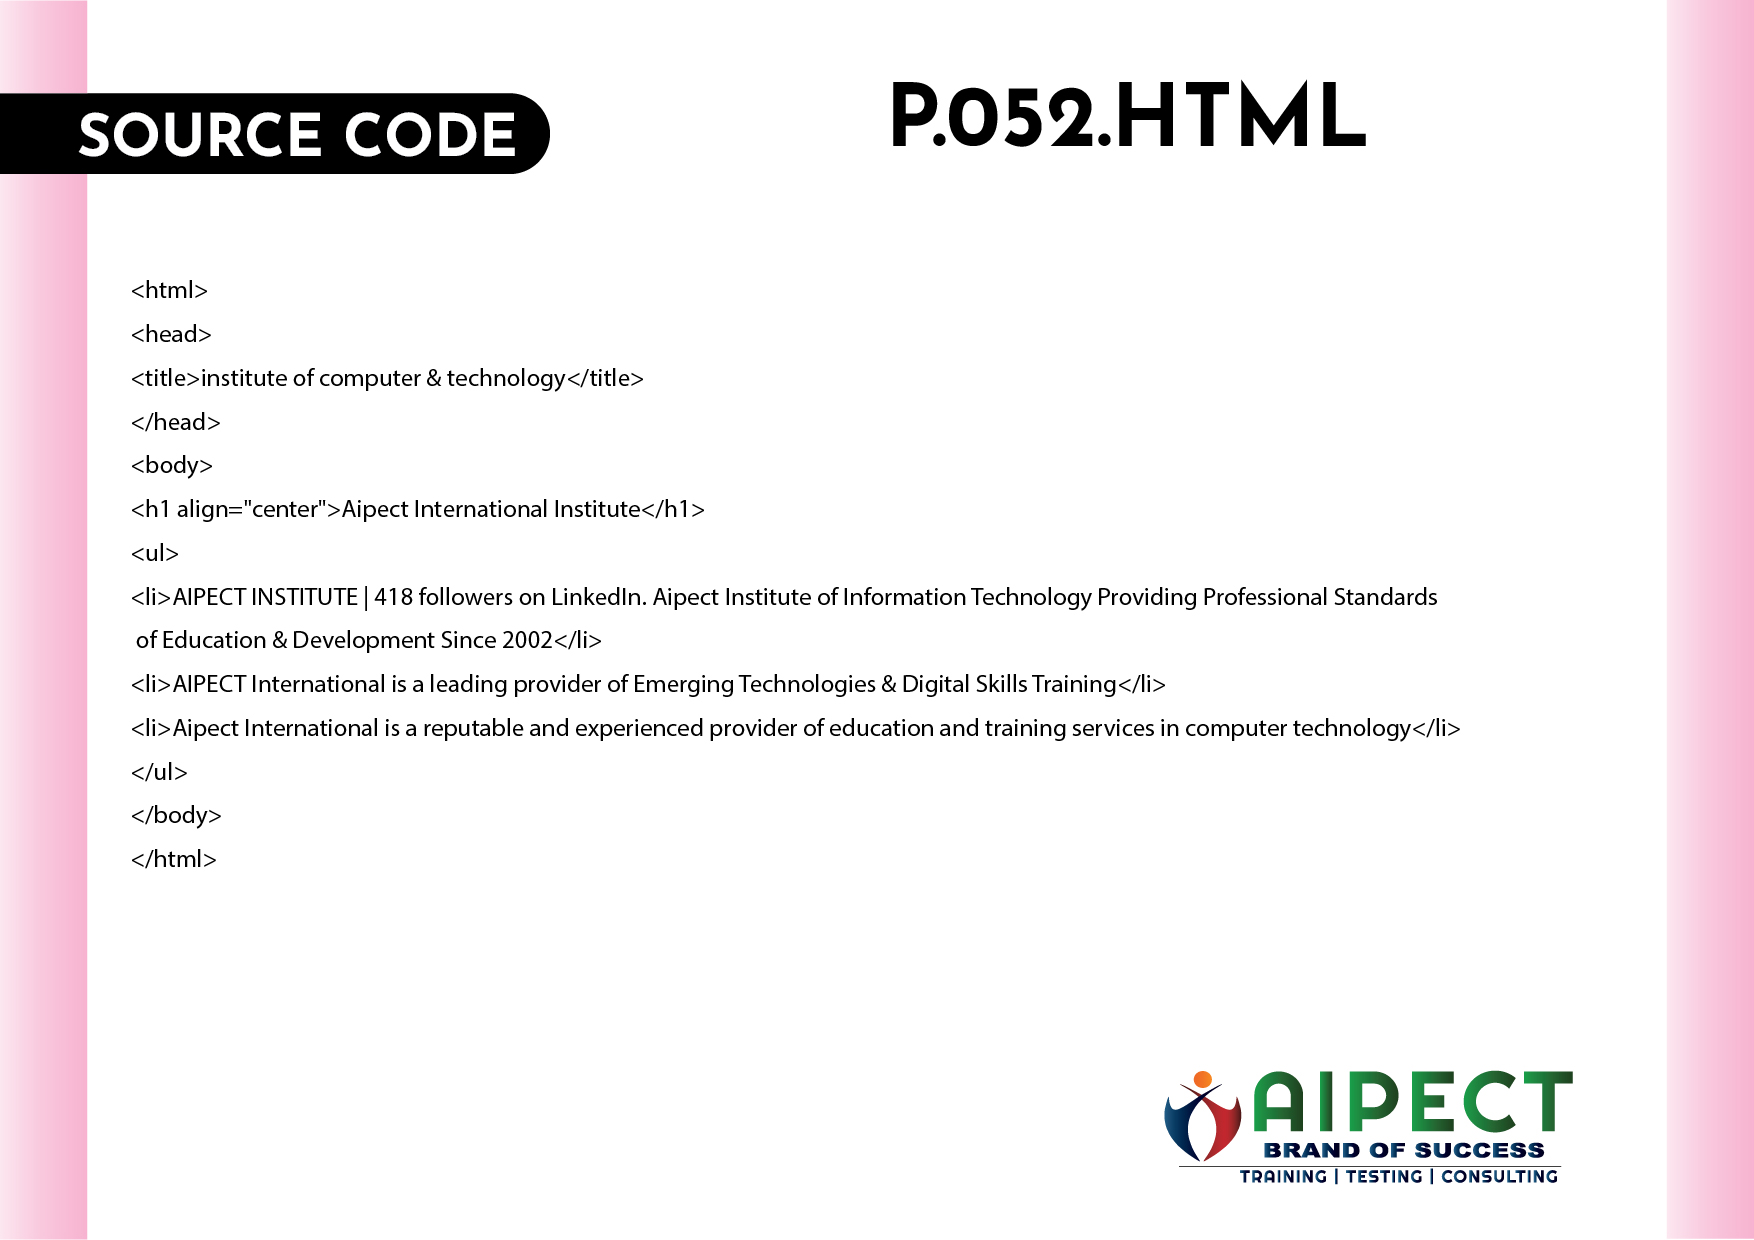 SOURCE CODE
P.052.HTML
<html>
<head>
<title>institute of computer & technology</title>
</head>
<body>
<h1 align="center">Aipect International Institute</h1>
<ul>
<li>AIPECT INSTITUTE | 418 followers on LinkedIn. Aipect Institute of Information Technology Providing Professional Standards
of Education & Development Since 2002</li>
<li>AIPECT International is a leading provider of Emerging Technologies & Digital Skills Training</li>
<li>Aipect International is a reputable and experienced provider of education and training services in computer technology</li>
</ul>
</body>
</html>
AIPECT
BRAND OF SUCCESS
TRAINING | TESTING | CONSULTING